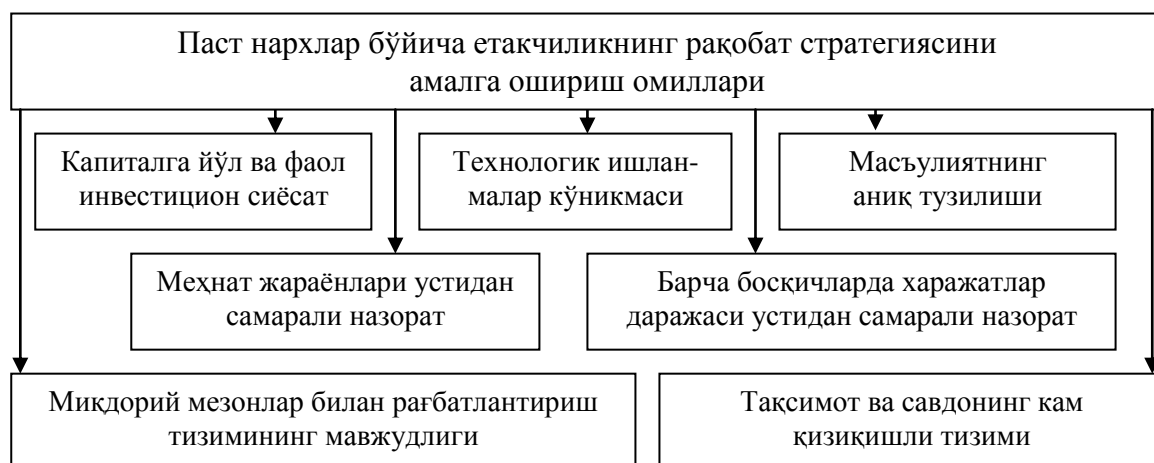 Паст нархлар бўйича етакчиликнинг рақобат стратегиясини
амалга ошириш омиллари
Капиталга йўл ва фаол
инвестицион сиёсат
Технологик ишлан-
малар кўникмаси
Масъулиятнинг
аниқ тузилиши
Меҳнат жараёнлари устидан
самарали назорат
Барча босқичларда харажатлар
даражаси устидан самарали назорат
Миқдорий мезонлар билан рағбатлантириш
тизимининг мавжудлиги
Тақсимот ва савдонинг кам
қизиқишли тизими